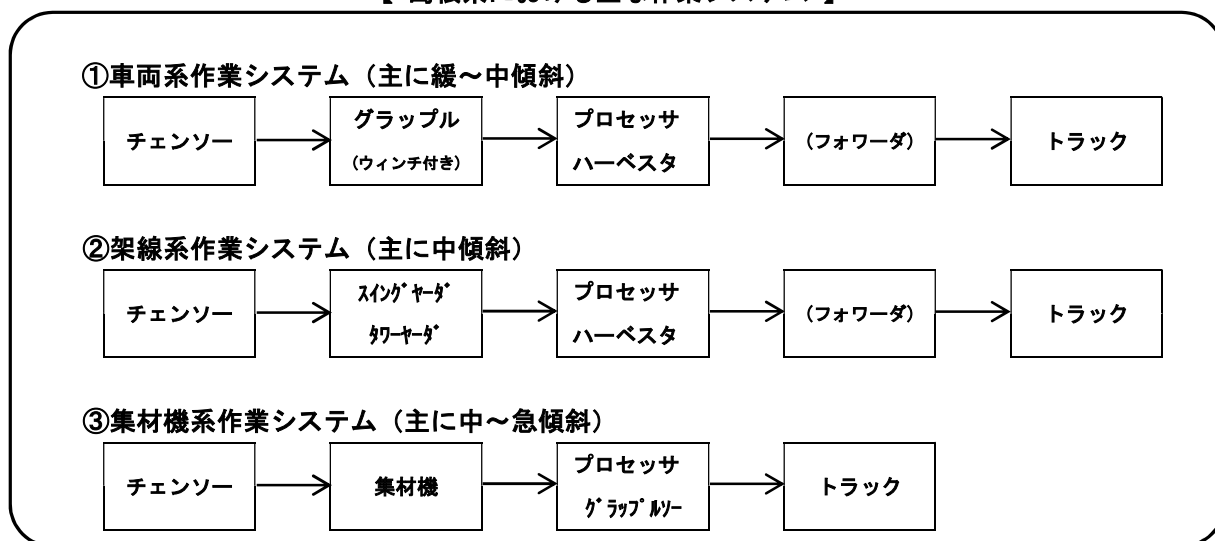 ①車両系作業システム（主に緩～中傾斜）
チェンソー
グラップル
（ウィンチ付き）
プロセッサ
ハーベスタ
（フォワーダ）
トラック
②架線系作業システム（主に中傾斜）
チェンソー
ｽｲﾝｸﾞﾔｰﾀﾞ
ﾀﾜｰﾔｰﾀﾞ
プロセッサ
ハーベスタ
（フォワーダ）
トラック
③集材機系作業システム（主に中～急傾斜）
チェンソー
集材機
プロセッサ
ｸﾞﾗｯﾌﾟﾙｿｰ
トラック